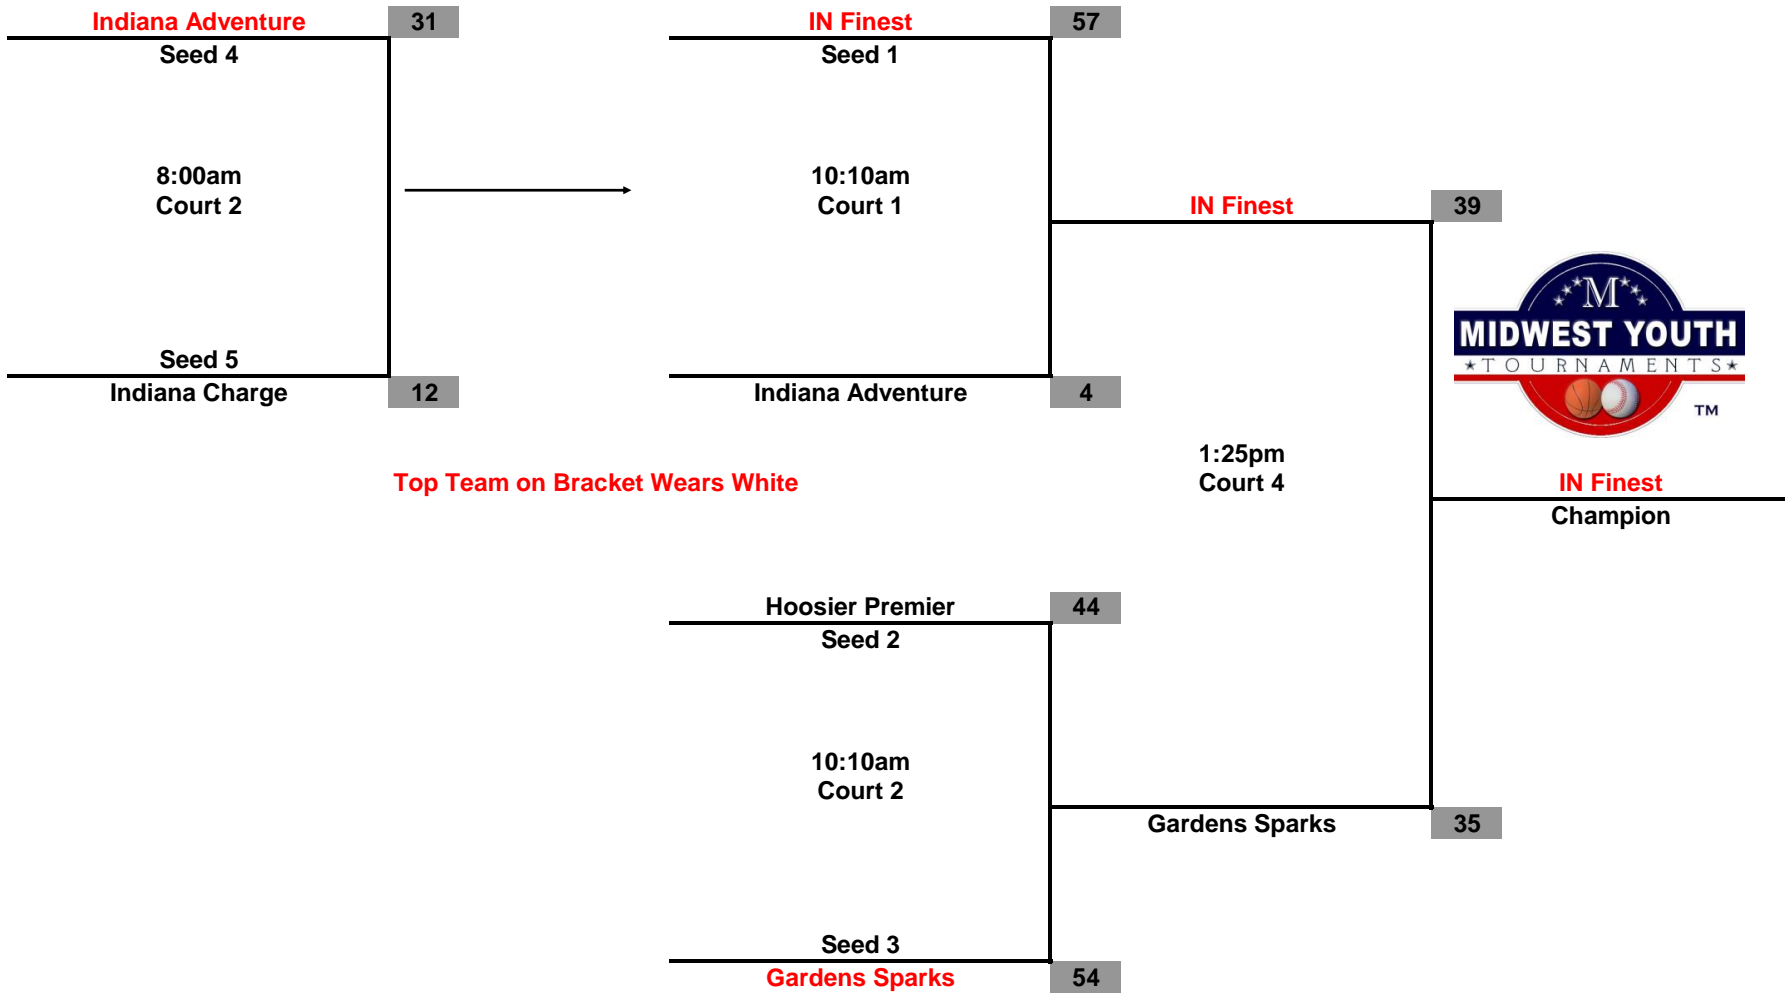 Indiana Adventure 31
Seed 4
8:00am
Court 2
Seed 5
Indiana Charge 12
IN Finest 57
Seed 1
10:10am
Court 1
Indiana Adventure 4
Top Team on Bracket Wears White
Hoosier Premier 44
Seed 2
10:10am
Court 2
Seed 3
Gardens Sparks 54
IN Finest 39
1:25pm
Court 4
Gardens Sparks 35
M
MIDWEST YOUTH
TOURNAMENTS
TM
IN Finest
Champion